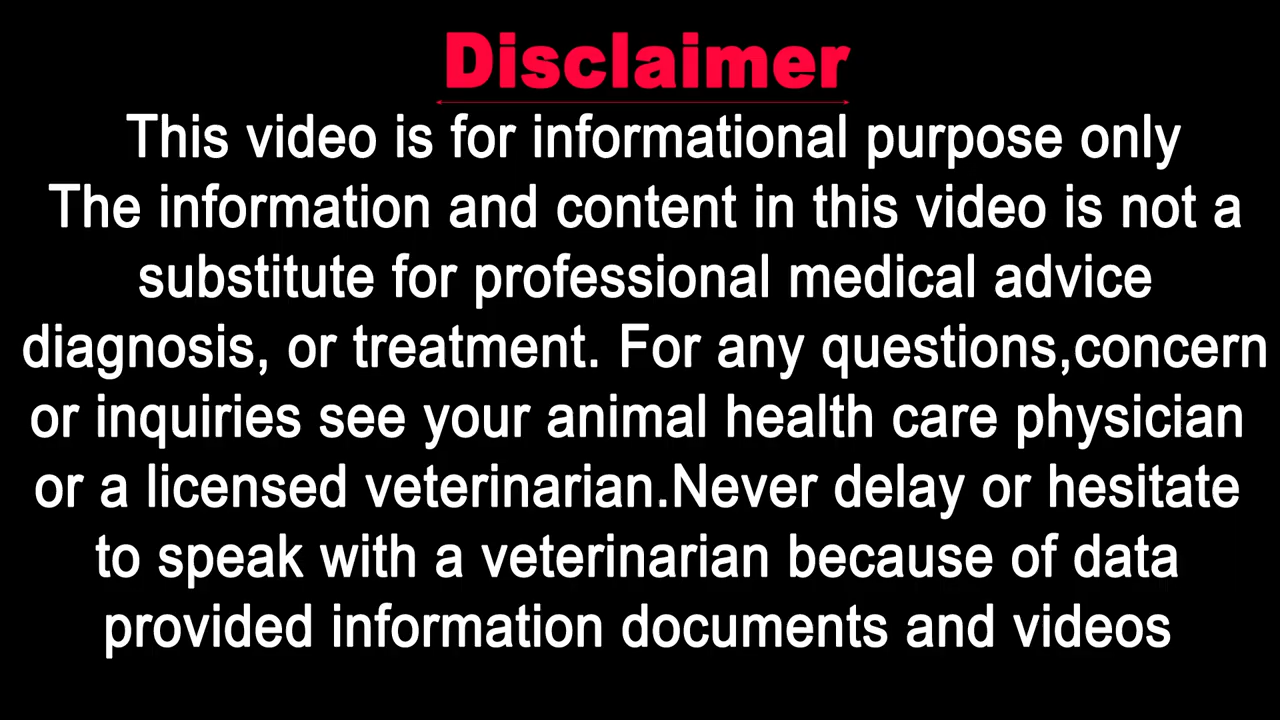 Disclaimer
This video is for informational purpose only
The information and content in this video is not a
substitute for professional medical advice
diagnosis, or treatment. For any questions,concern
or inquiries see your animal health care physician
or a licensed veterinarian.Never delay or hesitate
to speak with a veterinarian because of data
provided information documents and videos